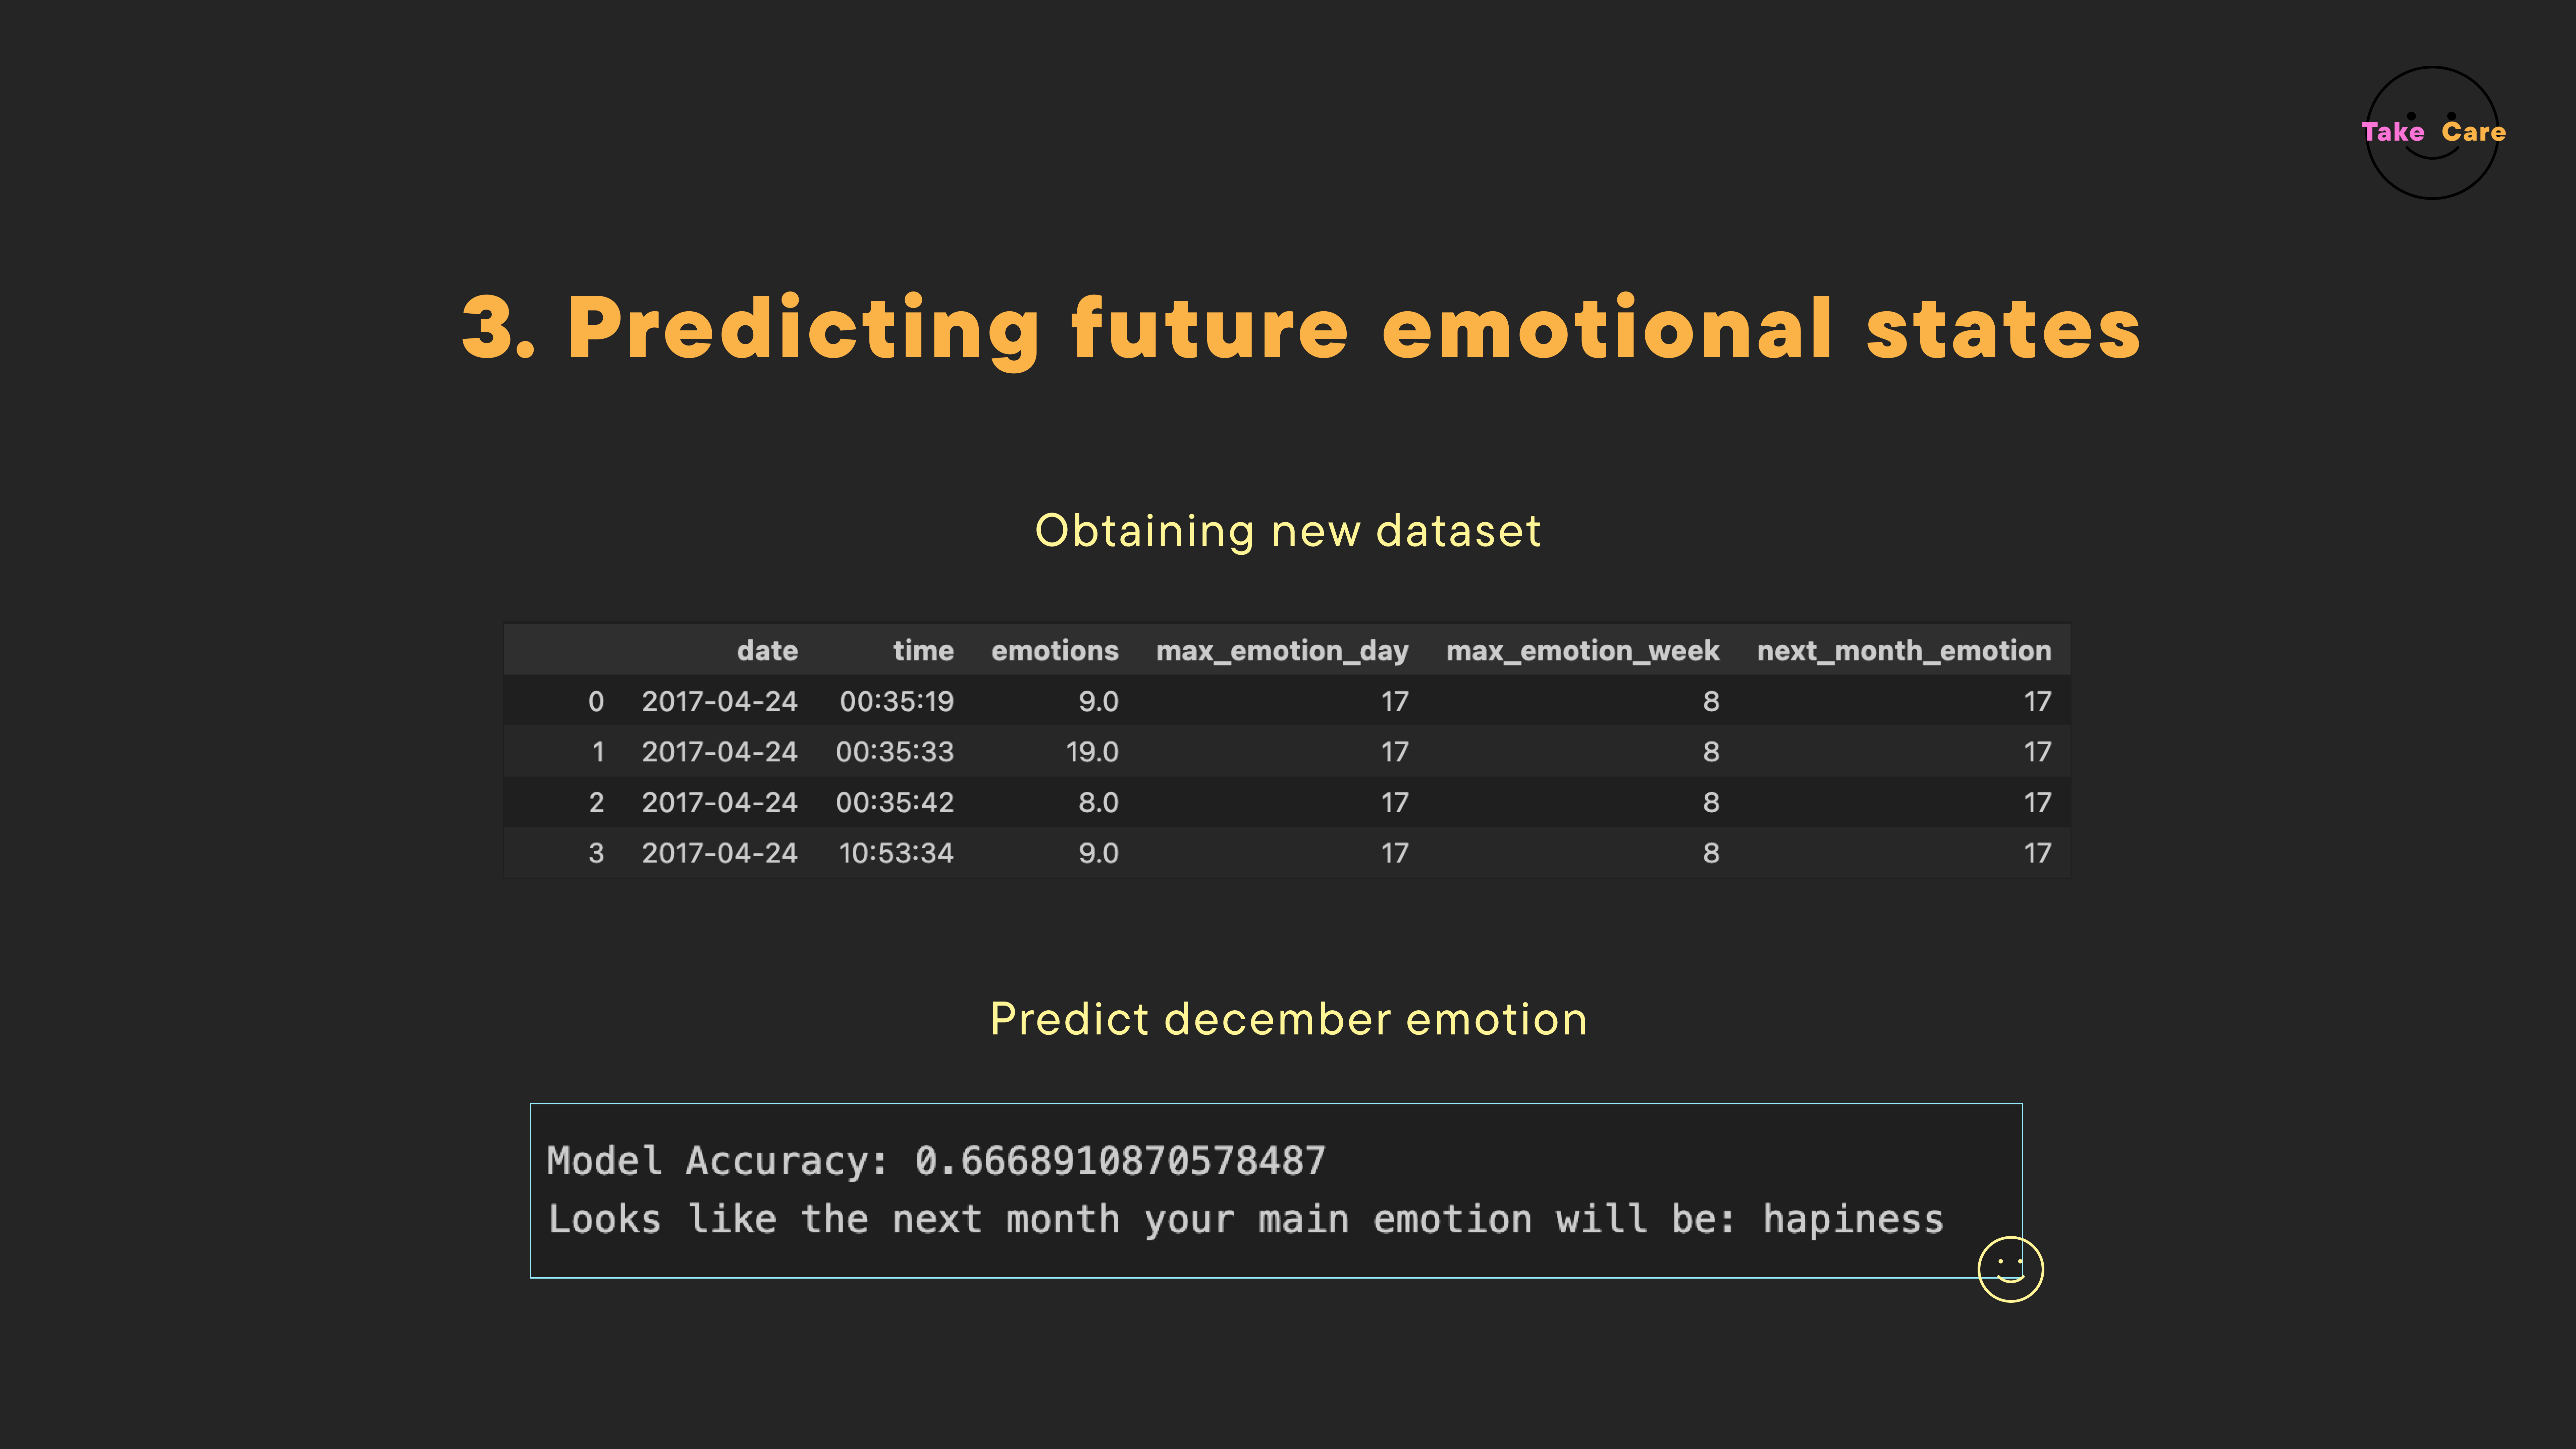 Take Care
3. Predicting future emotional states
Obtaining new dataset
date time emotions max_emotion_day max_emotion_week next_month_emotion
0 2017-04-24 00:35:19 9.0 17 8 17
1 2017-04-24 00:35:33 19.0 17 8 17
2 2017-04-24 00:35:42 8.0 17 8 17
3 2017-04-24 10:53:34 9.0 17 8 17
Predict december emotion
Model Accuracy: 0.6668910870578487
Looks like the next month your main emotion will be: hapiness